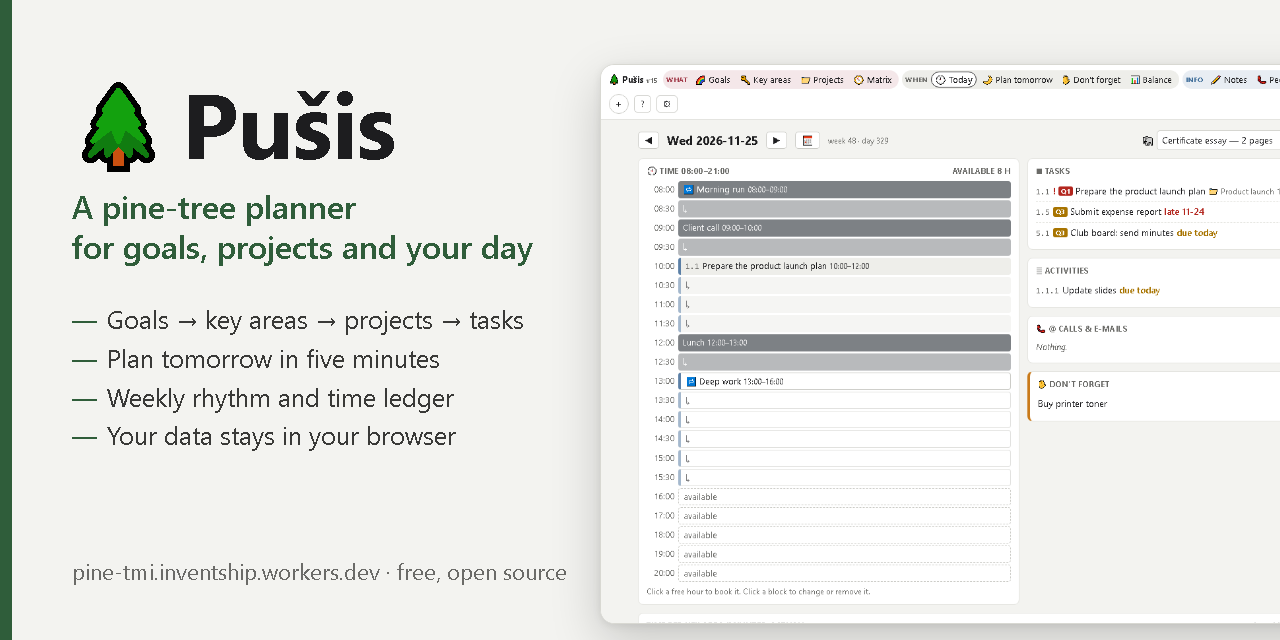 Pušis
A pine-tree planner
for goals, projects and your day
— Goals → key areas → projects → tasks
— Plan tomorrow in five minutes
— Weekly rhythm and time ledger
— Your data stays in your browser
pine-tmi.inventship.workers.dev · free, open source
Pušis v15 WHAT Goals Key areas Projects Matrix WHEN Today Plan tomorrow Don't forget Balance INFO Notes
+ ?
◀ Wed 2026-11-25 ▶ week 48 · day 329
Certificate essay — 2 pages
TIME 08:00–21:00 AVAILABLE 8 H
08:00 Morning run 08:00–09:00
08:30 ↳
09:00 Client call 09:00–10:00
09:30 ↳
10:00 1.1 Prepare the product launch plan 10:00–12:00
10:30 ↳
11:00 ↳
11:30 ↳
12:00 Lunch 12:00–13:00
12:30 ↳
13:00 Deep work 13:00–16:00
13:30 ↳
14:00 ↳
14:30 ↳
15:00 ↳
15:30 ↳
16:00 available
17:00 available
18:00 available
19:00 available
20:00 available
Click a free hour to book it. Click a block to change or remove it.
TASKS
1.1 ! Q1 Prepare the product launch plan Product launch
1.5 Q3 Submit expense report late 11-24
5.1 Q3 Club board: send minutes due today
ACTIVITIES
1.1.1 Update slides due today
@ CALLS & E-MAILS
Nothing.
DON'T FORGET
Buy printer toner